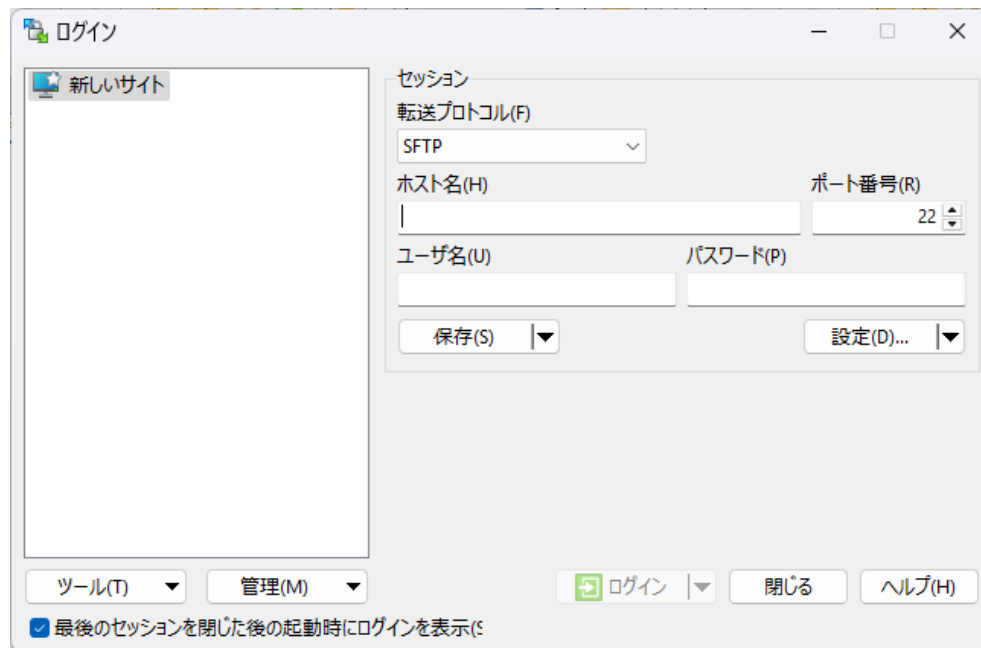 ログイン
新しいサイト
セッション
転送プロトコル(F)
SFTP
ホスト名(H) ポート番号(R)
22
ユーザ名(U) パスワード(P)
保存(S) 設定(D)...
ツール(T) 管理(M) ログイン 閉じる ヘルプ(H)
最後のセッションを閉じた後の起動時にログインを表示(S